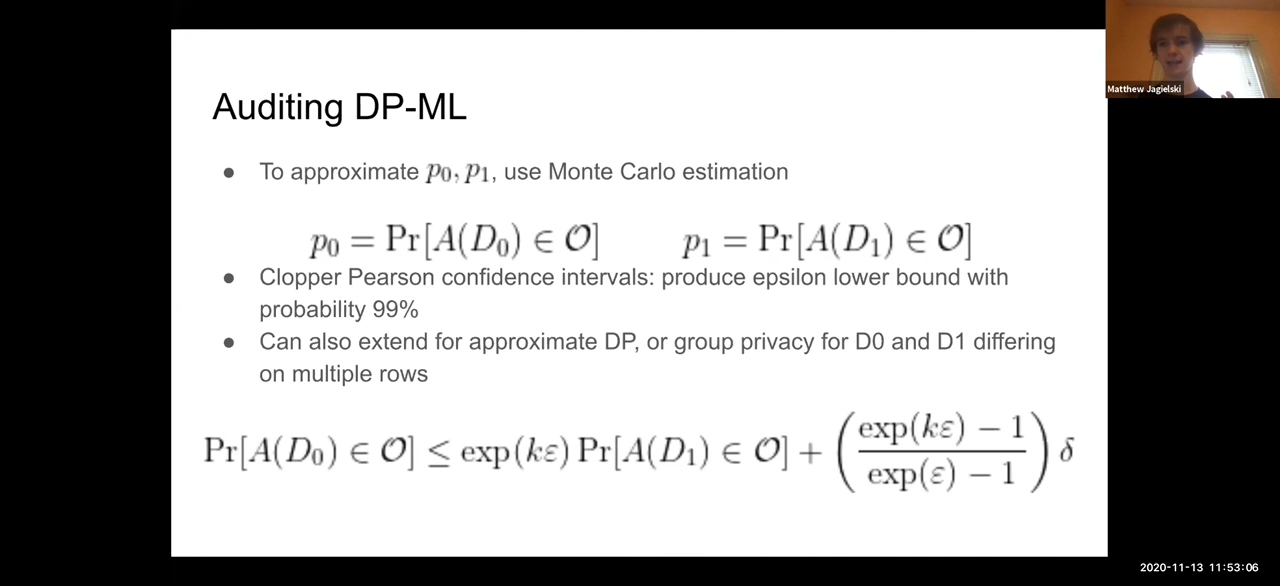 Auditing DP-ML
● To approximate p₀, p₁, use Monte Carlo estimation
p₀ = Pr[A(D₀) ∈ 𝒪] p₁ = Pr[A(D₁) ∈ 𝒪]
● Clopper Pearson confidence intervals: produce epsilon lower bound with
probability 99%
● Can also extend for approximate DP, or group privacy for D0 and D1 differing
on multiple rows
Pr[A(D₀) ∈ 𝒪] ≤ exp(kε) Pr[A(D₁) ∈ 𝒪] + ((exp(kε) − 1)/(exp(ε) − 1)) δ
Matthew Jagielski
2020-11-13 11:53:06